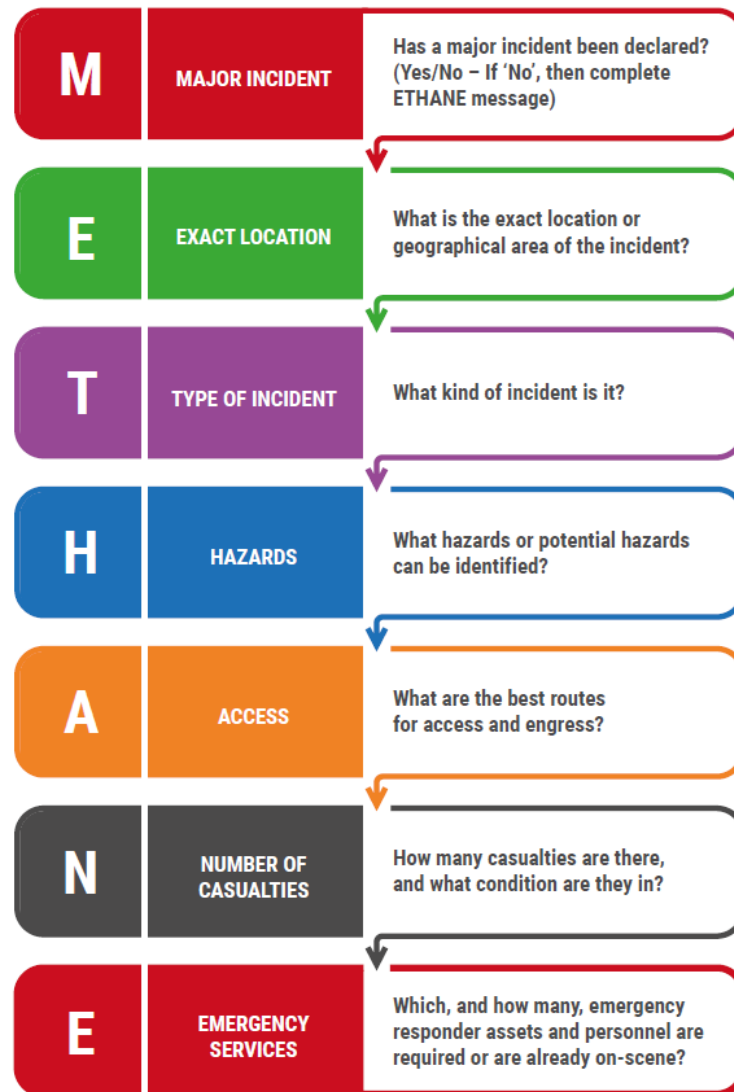 M
MAJOR INCIDENT
Has a major incident been declared?
(Yes/No – If ‘No’, then complete
ETHANE message)
E
EXACT LOCATION
What is the exact location or
geographical area of the incident?
T
TYPE OF INCIDENT
What kind of incident is it?
H
HAZARDS
What hazards or potential hazards
can be identified?
A
ACCESS
What are the best routes
for access and engress?
N
NUMBER OF
CASUALTIES
How many casualties are there,
and what condition are they in?
E
EMERGENCY
SERVICES
Which, and how many, emergency
responder assets and personnel are
required or are already on-scene?